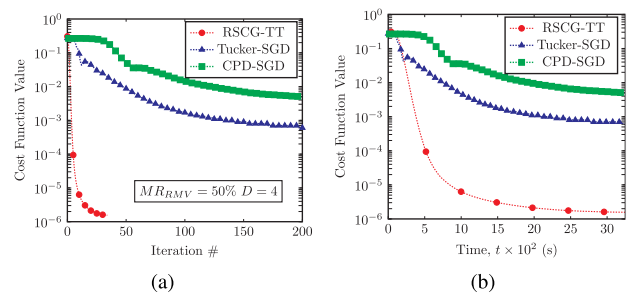 Cost Function Value
10^0
10^-1
10^-2
10^-3
10^-4
10^-5
10^-6
RSCG-TT
Tucker-SGD
CPD-SGD
MR_RMV = 50% D = 4
0 50 100 150 200
Iteration #
(a)
Cost Function Value
10^0
10^-1
10^-2
10^-3
10^-4
10^-5
10^-6
RSCG-TT
Tucker-SGD
CPD-SGD
0 5 10 15 20 25 30
Time, t × 10^2 (s)
(b)